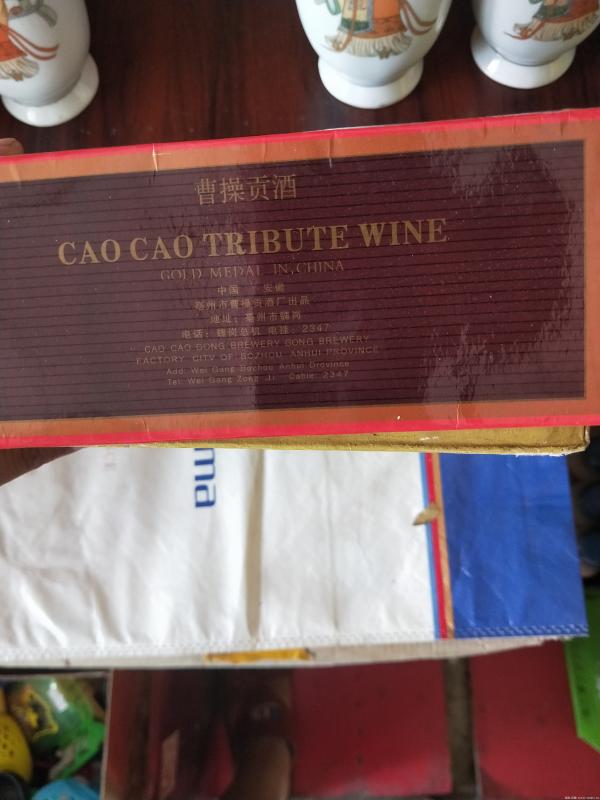 曹操贡酒
CAO CAO TRIBUTE WINE
GOLD MEDAL IN,CHINA
中国 安徽
亳州市曹操贡酒厂出品
地址：亳州市魏岗
电话：魏岗总机 电挂：2347
CAO CAO GONG BREWERY GONG BREWERY
FACTORY CITV OF BOZHOU ANHUI PROVINCE
Add: Wei Gang Bozhou Anhui Drovince
Tel: Wei Gang Zong Ji Cable: 2347
ma